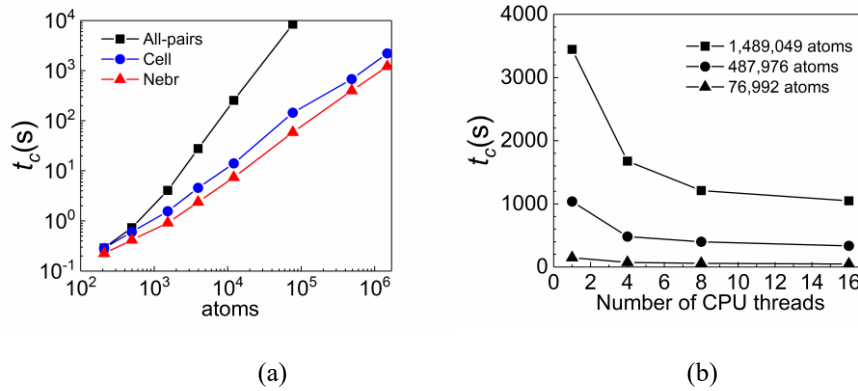 10^4
10^3
10^2
10^1
10^0
10^-1
t_c(s)
All-pairs
Cell
Nebr
10^2 10^3 10^4 10^5 10^6
atoms
4000
3000
2000
1000
0
t_c(s)
1,489,049 atoms
487,976 atoms
76,992 atoms
0 2 4 6 8 10 12 14 16
Number of CPU threads
(a) (b)